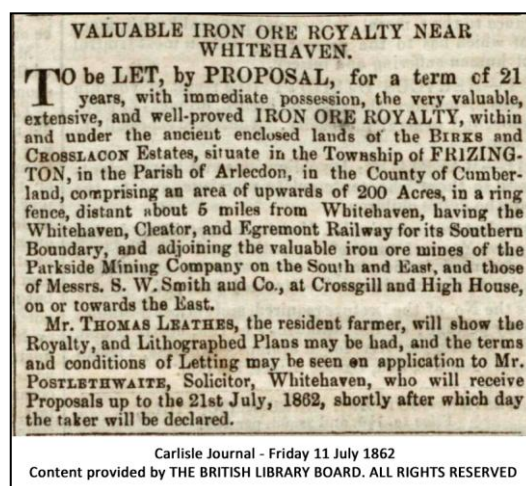 VALUABLE IRON ORE ROYALTY NEAR
WHITEHAVEN.
TO be LET, by PROPOSAL, for a term of 21
years, with immediate possession, the very valuable,
extensive, and well-proved IRON ORE ROYALTY, within
and under the ancient enclosed lands of the BIRKS and
CROSSLACON Estates, situate in the Township of FRIZING-
TON, in the Parish of Arlecdon, in the County of Cumber-
land, comprising an area of upwards of 200 Acres, in a ring
fence, distant about 5 miles from Whitehaven, having the
Whitehaven, Cleator, and Egremont Railway for its Southern
Boundary, and adjoining the valuable iron ore mines of the
Parkside Mining Company on the South and East, and those
of Messrs. S. W. Smith and Co., at Crossgill and High House,
on or towards the East.
Mr. THOMAS LEATHES, the resident farmer, will show the
Royalty, and Lithographed Plans may be had, and the terms
and conditions of Letting may be seen on application to Mr.
POSTLETHWAITE, Solicitor, Whitehaven, who will receive
Proposals up to the 21st July, 1862, shortly after which day
the taker will be declared.
Carlisle Journal - Friday 11 July 1862
Content provided by THE BRITISH LIBRARY BOARD. ALL RIGHTS RESERVED